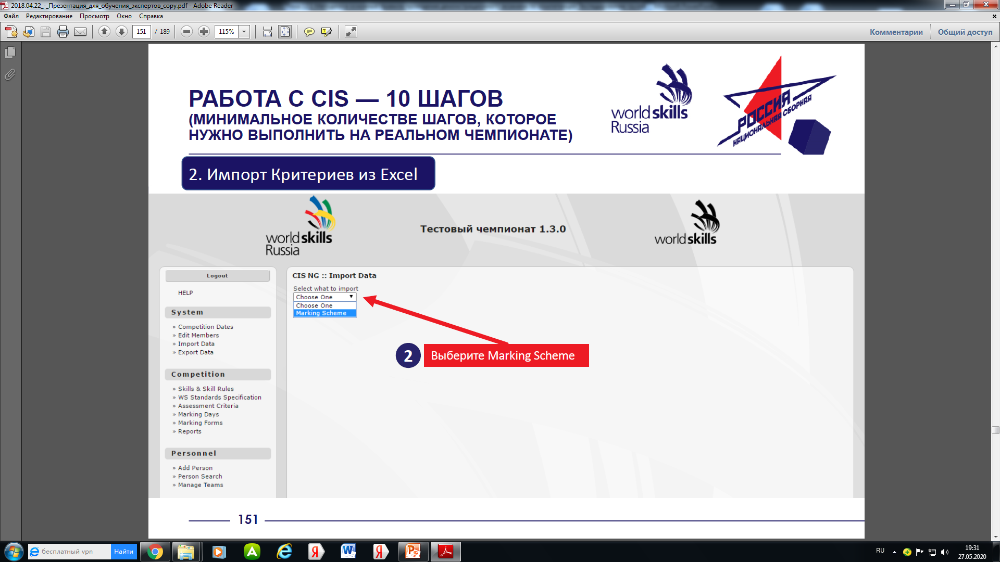 2018.04.22_-_Презентация_для_обучения_экспертов_copy.pdf - Adobe Reader
Файл Редактирование Просмотр Окно Справка
151 / 189 115% Комментарии Общий доступ
РАБОТА С CIS — 10 ШАГОВ
(МИНИМАЛЬНОЕ КОЛИЧЕСТВЕ ШАГОВ, КОТОРОЕ
НУЖНО ВЫПОЛНИТЬ НА РЕАЛЬНОМ ЧЕМПИОНАТЕ)
worldskills
Russia
РОССИЯ
НАЦИОНАЛЬНАЯ СБОРНАЯ
2. Импорт Критериев из Excel
worldskills
Russia
Тестовый чемпионат 1.3.0
worldskills
Logout
HELP
System
» Competition Dates
» Edit Members
» Import Data
» Export Data
Competition
» Skills & Skill Rules
» WS Standards Specification
» Assessment Criteria
» Marking Days
» Marking Forms
» Reports
Personnel
» Add Person
» Person Search
» Manage Teams
CIS NG :: Import Data
Select what to import
Choose One
Choose One
Marking Scheme
2 Выберите Marking Scheme
151
бесплатный vpn Найти
RU
19:31
27.05.2020